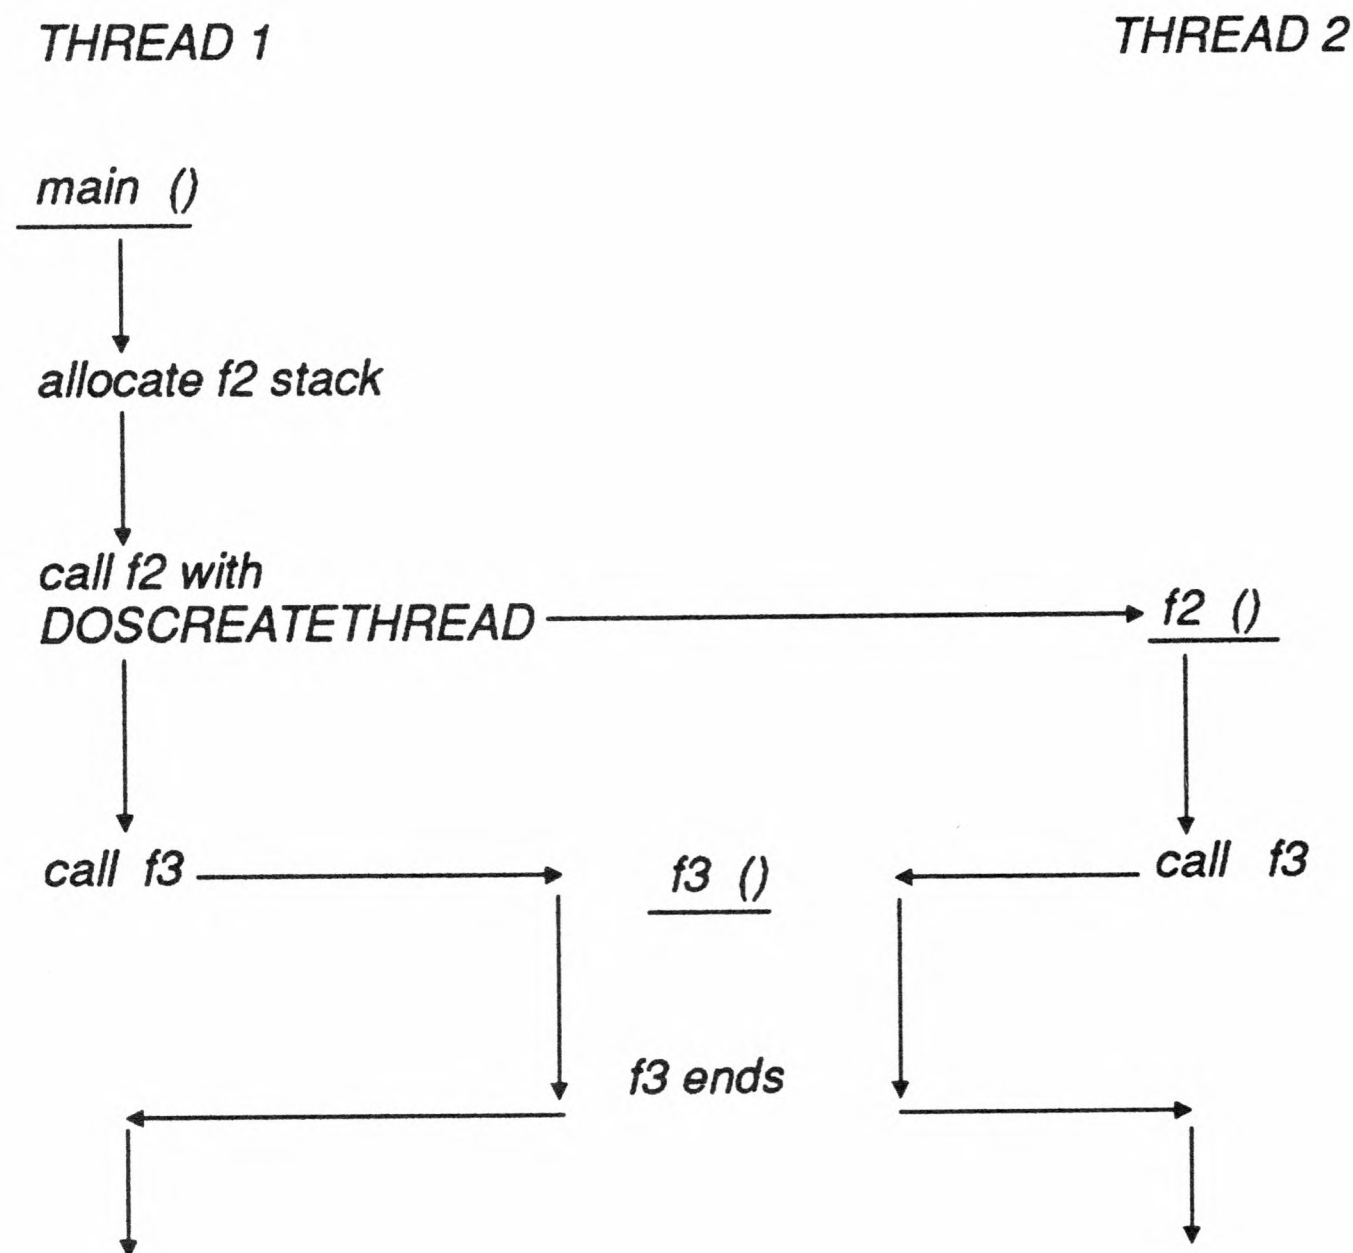 THREAD 1
THREAD 2
main ()
allocate f2 stack
call f2 with
DOSCREATETHREAD
f2 ()
call f3
f3 ()
call f3
f3 ends